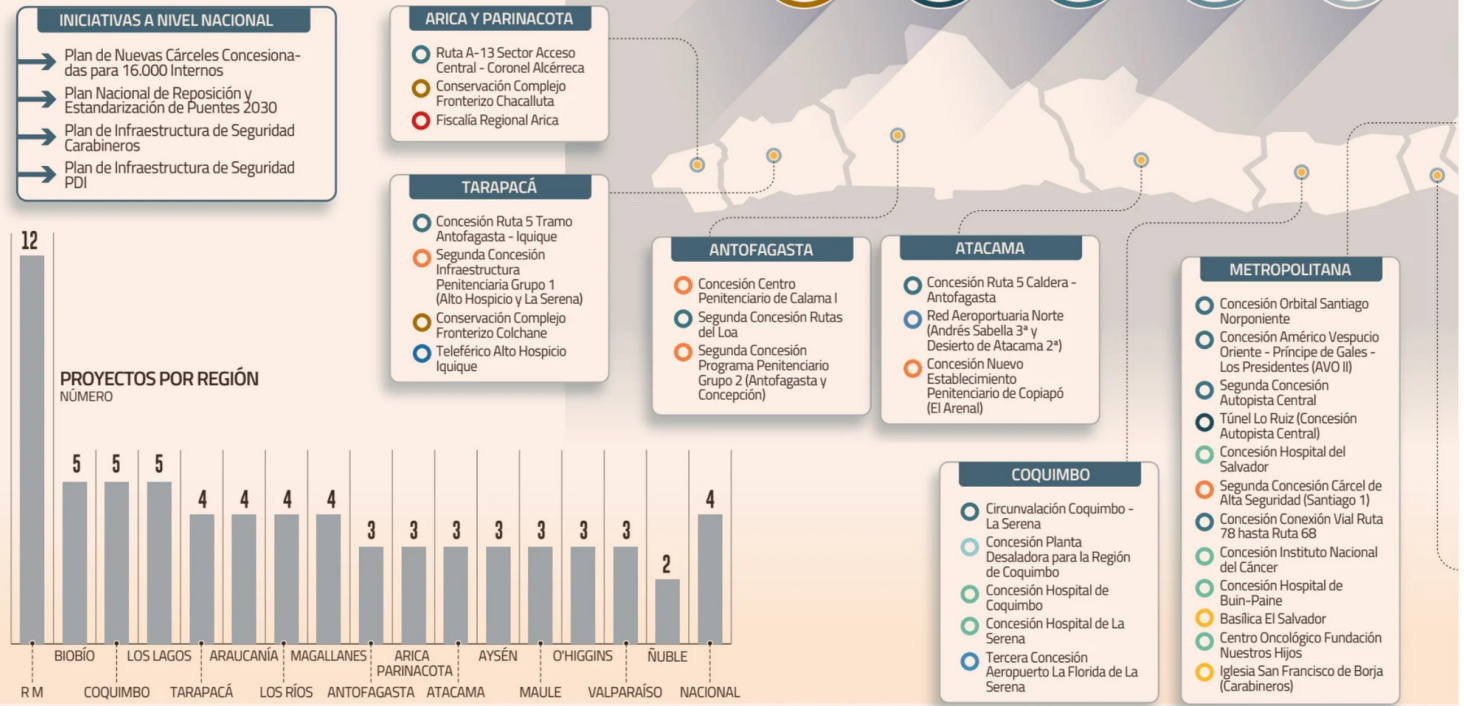 INICIATIVAS A NIVEL NACIONAL
Plan de Nuevas Cárceles Concesiona-
das para 16.000 Internos
Plan Nacional de Reposición y
Estandarización de Puentes 2030
Plan de Infraestructura de Seguridad
Carabineros
Plan de Infraestructura de Seguridad
PDI
ARICA Y PARINACOTA
Ruta A-13 Sector Acceso
Central - Coronel Alcérreca
Conservación Complejo
Fronterizo Chacalluta
Fiscalía Regional Arica
TARAPACÁ
Concesión Ruta 5 Tramo
Antofagasta - Iquique
Segunda Concesión
Infraestructura
Penitenciaria Grupo 1
(Alto Hospicio y La Serena)
Conservación Complejo
Fronterizo Colchane
Teleférico Alto Hospicio
Iquique
ANTOFAGASTA
Concesión Centro
Penitenciario de Calama I
Segunda Concesión Rutas
del Loa
Segunda Concesión
Programa Penitenciario
Grupo 2 (Antofagasta y
Concepción)
ATACAMA
Concesión Ruta 5 Caldera -
Antofagasta
Red Aeroportuaria Norte
(Andrés Sabella 3ª y
Desierto de Atacama 2ª)
Concesión Nuevo
Establecimiento
Penitenciario de Copiapó
(El Arenal)
COQUIMBO
Circunvalación Coquimbo -
La Serena
Concesión Planta
Desaladora para la Región
de Coquimbo
Concesión Hospital de
Coquimbo
Concesión Hospital de La
Serena
Tercera Concesión
Aeropuerto La Florida de La
Serena
METROPOLITANA
Concesión Orbital Santiago
Norponiente
Concesión Américo Vespucio
Oriente - Príncipe de Gales -
Los Presidentes (AVO II)
Segunda Concesión
Autopista Central
Túnel Lo Ruiz (Concesión
Autopista Central)
Concesión Hospital del
Salvador
Segunda Concesión Cárcel de
Alta Seguridad (Santiago 1)
Concesión Conexión Vial Ruta
78 hasta Ruta 68
Concesión Instituto Nacional
del Cáncer
Concesión Hospital de
Buin-Paine
Basílica El Salvador
Centro Oncológico Fundación
Nuestros Hijos
Iglesia San Francisco de Borja
(Carabineros)
PROYECTOS POR REGIÓN
NÚMERO
12 5 5 5 4 4 4 4 3 3 3 3 3 3 3 2 4
BIOBÍO LOS LAGOS ARAUCANÍA MAGALLANES ARICA PARINACOTA AYSÉN O'HIGGINS ÑUBLE
R M COQUIMBO TARAPACÁ LOS RÍOS ANTOFAGASTA ATACAMA MAULE VALPARAÍSO NACIONAL